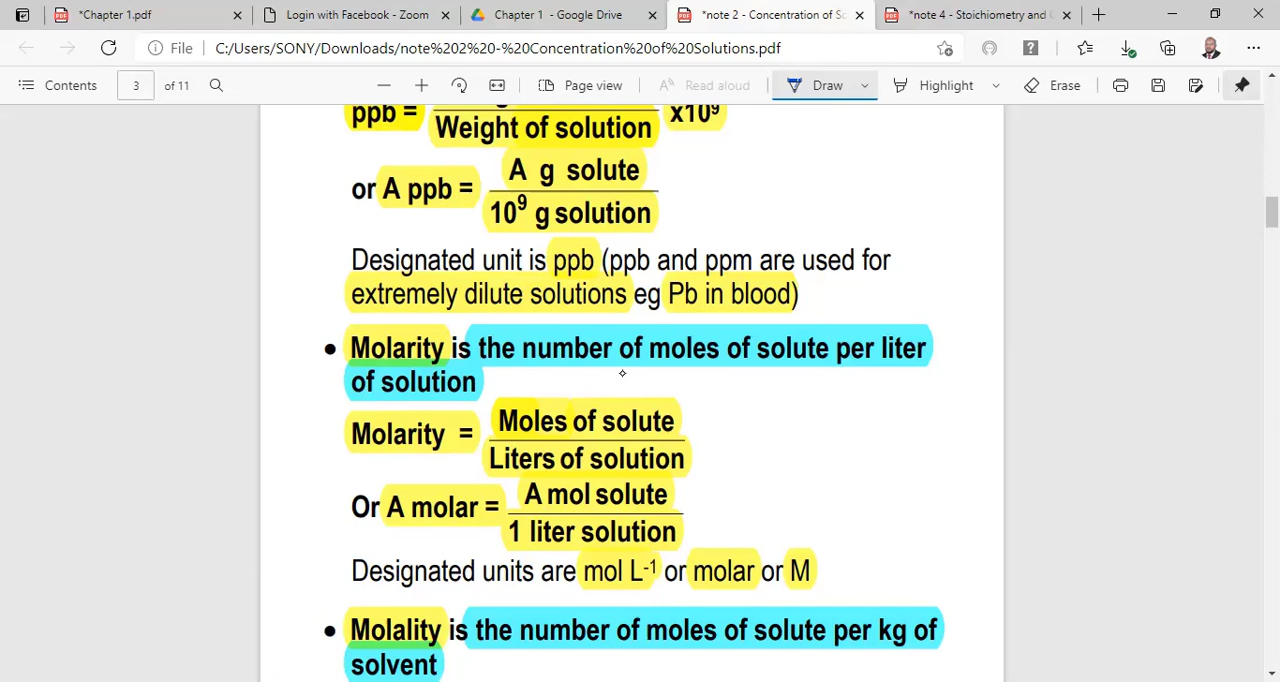 *Chapter 1.pdf
Login with Facebook - Zoom
Chapter 1 - Google Drive
*note 2 - Concentration of S
*note 4 - Stoichiometry and
File
C:/Users/SONY/Downloads/note%202%20-%20Concentration%20of%20Solutions.pdf
Contents
3
of 11
Page view
Read aloud
Draw
Highlight
Erase
ppb =
Weight of solution
x10⁹
or A ppb =
A g solute
10⁹ g solution
Designated unit is ppb (ppb and ppm are used for
extremely dilute solutions eg Pb in blood)
• Molarity is the number of moles of solute per liter
of solution
Molarity =
Moles of solute
Liters of solution
Or A molar =
A mol solute
1 liter solution
Designated units are mol L⁻¹ or molar or M
• Molality is the number of moles of solute per kg of
solvent